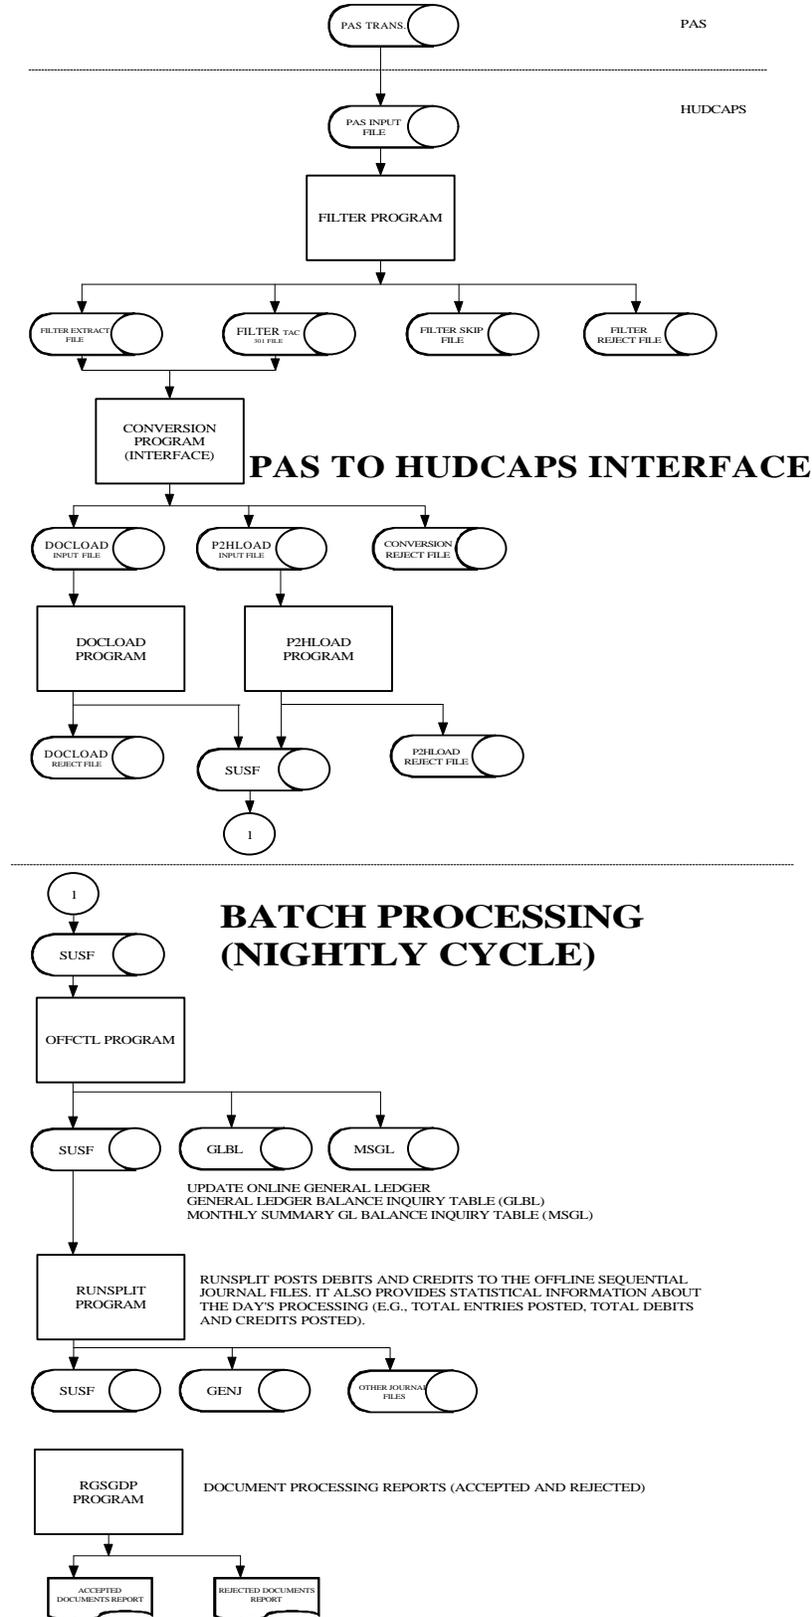 PAS TRANS.
PAS
HUDCAPS
PAS INPUT
FILE
FILTER PROGRAM
FILTER EXTRACT
FILE
FILTER TAC
301 FILE
FILTER SKIP
FILE
FILTER
REJECT FILE
CONVERSION
PROGRAM
(INTERFACE)
PAS TO HUDCAPS INTERFACE
DOCLOAD
INPUT FILE
P2HLOAD
INPUT FILE
CONVERSION
REJECT FILE
DOCLOAD
PROGRAM
P2HLOAD
PROGRAM
DOCLOAD
REJECT FILE
SUSF
P2HLOAD
REJECT FILE
1
1
BATCH PROCESSING
(NIGHTLY CYCLE)
SUSF
OFFCTL PROGRAM
SUSF
GLBL
MSGL
UPDATE ONLINE GENERAL LEDGER
GENERAL LEDGER BALANCE INQUIRY TABLE (GLBL)
MONTHLY SUMMARY GL BALANCE INQUIRY TABLE (MSGL)
RUNSPLIT
PROGRAM
RUNSPLIT POSTS DEBITS AND CREDITS TO THE OFFLINE SEQUENTIAL
JOURNAL FILES. IT ALSO PROVIDES STATISTICAL INFORMATION ABOUT
THE DAY'S PROCESSING (E.G., TOTAL ENTRIES POSTED, TOTAL DEBITS
AND CREDITS POSTED).
SUSF
GENJ
OTHER JOURNAL
FILES
RGSGDP
PROGRAM
DOCUMENT PROCESSING REPORTS (ACCEPTED AND REJECTED)
ACCEPTED
DOCUMENTS REPORT
REJECTED DOCUMENTS
REPORT